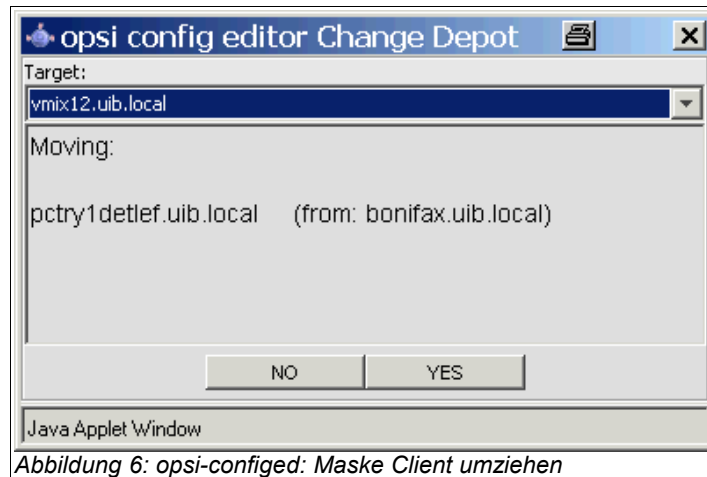 opsi config editor Change Depot
Target:
vmix12.uib.local
Moving:
pctry1detlef.uib.local (from: bonifax.uib.local)
NO YES
Java Applet Window
Abbildung 6: opsi-configed: Maske Client umziehen